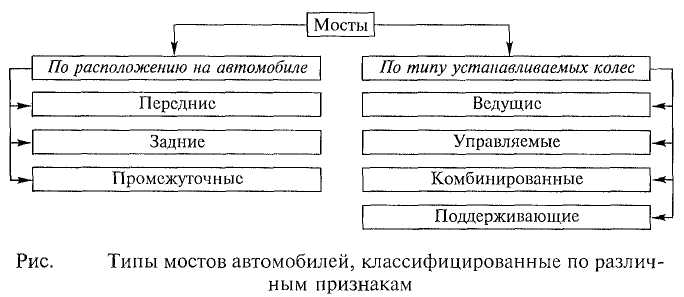 Мосты
По расположению на автомобиле
Передние
Задние
Промежуточные
По типу устанавливаемых колес
Ведущие
Управляемые
Комбинированные
Поддерживающие
Рис. Типы мостов автомобилей, классифицированные по различ-
ным признакам